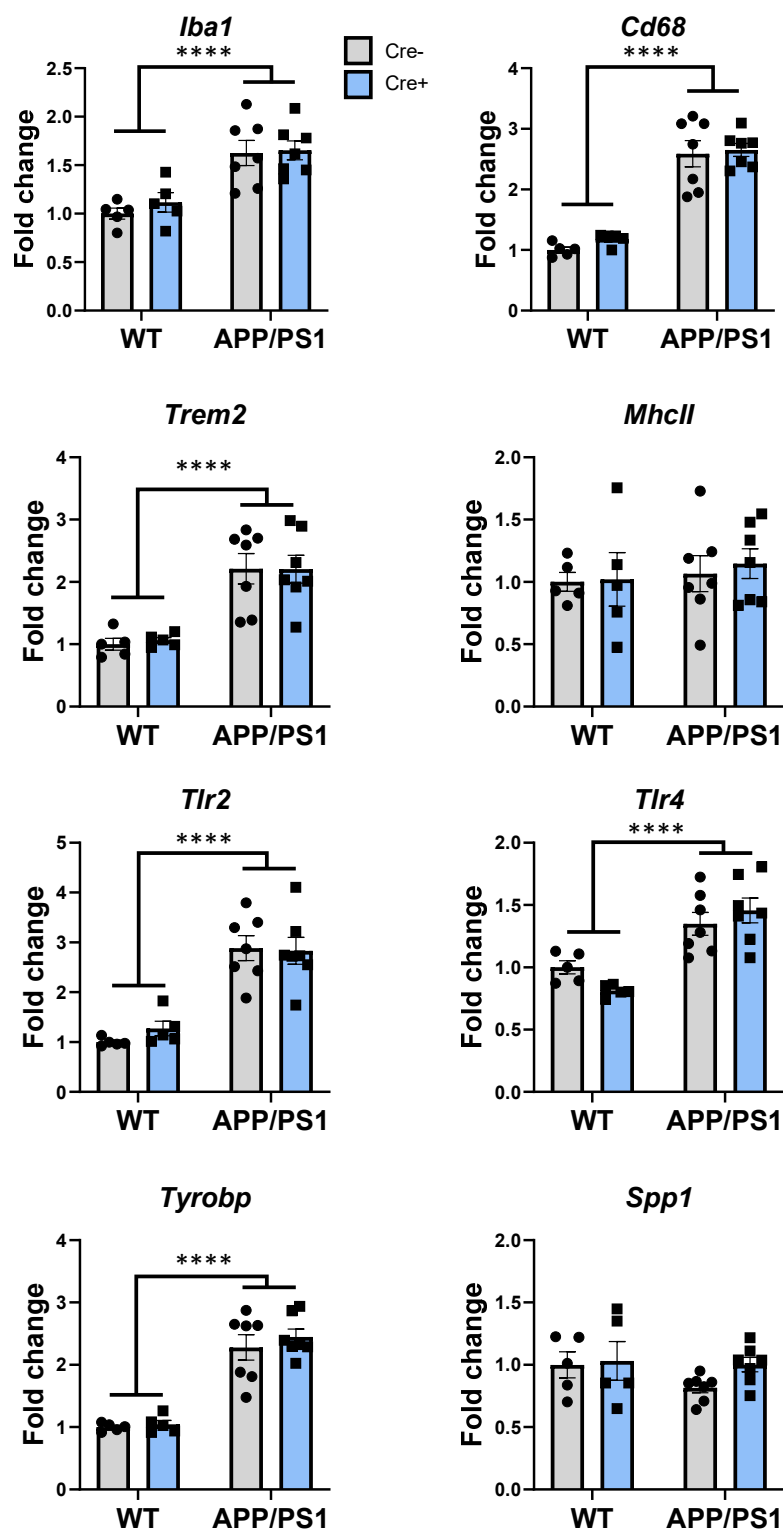 Iba1
****
Fold change
2.5
2.0
1.5
1.0
0.5
0.0
WT APP/PS1
Cre-
Cre+
Cd68
****
Fold change
4
3
2
1
0
WT APP/PS1
Trem2
****
Fold change
4
3
2
1
0
WT APP/PS1
MhcII
Fold change
2.0
1.5
1.0
0.5
0.0
WT APP/PS1
Tlr2
****
Fold change
5
4
3
2
1
0
WT APP/PS1
Tlr4
****
Fold change
2.0
1.5
1.0
0.5
0.0
WT APP/PS1
Tyrobp
****
Fold change
4
3
2
1
0
WT APP/PS1
Spp1
Fold change
2.0
1.5
1.0
0.5
0.0
WT APP/PS1